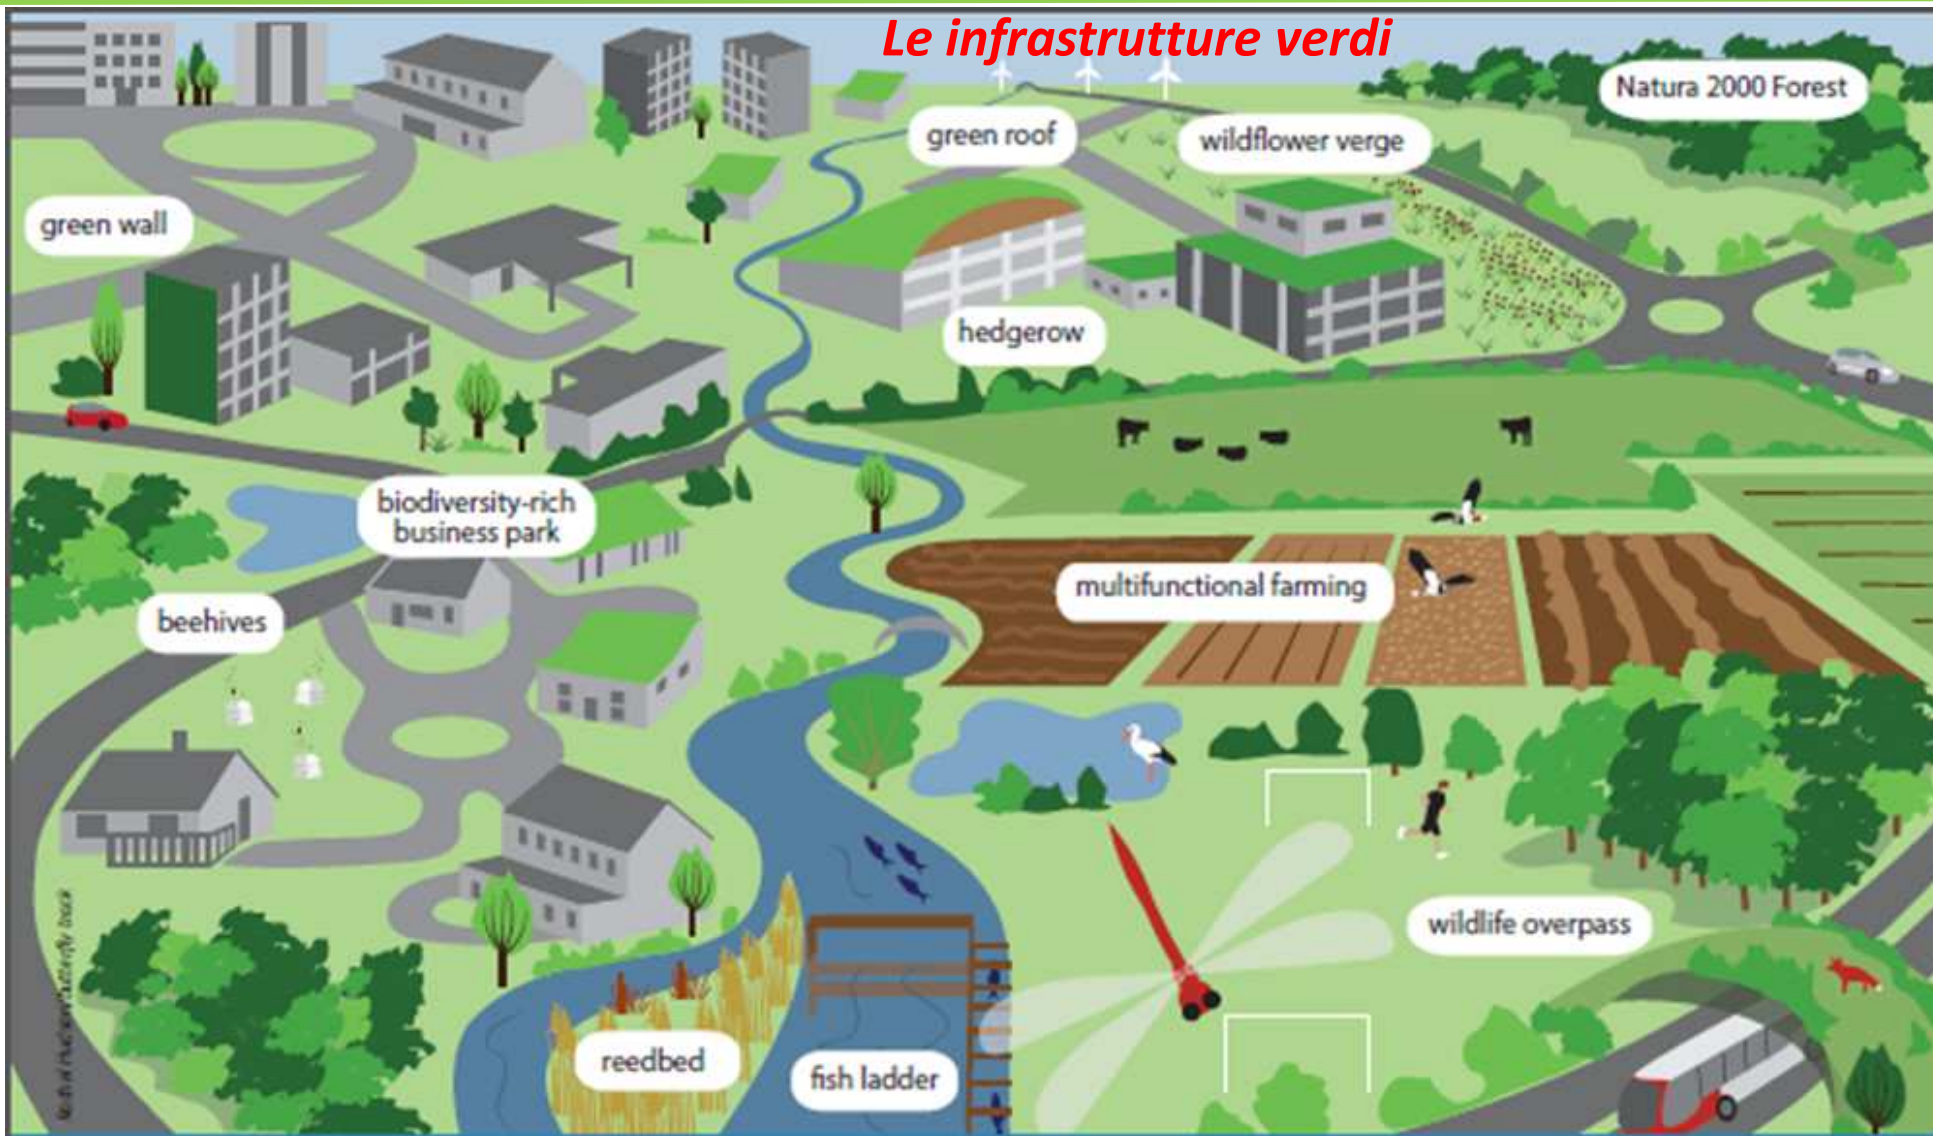 Le infrastrutture verdi
Natura 2000 Forest
green roof
wildflower verge
green wall
hedgerow
biodiversity-rich
business park
multifunctional farming
beehives
wildlife overpass
reedbed
fish ladder